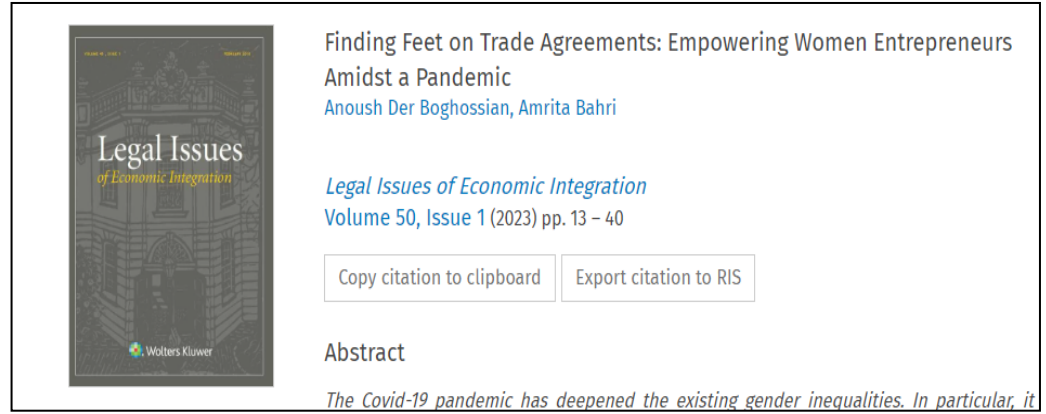 Legal Issues
of Economic Integration
Wolters Kluwer
Finding Feet on Trade Agreements: Empowering Women Entrepreneurs
Amidst a Pandemic
Anoush Der Boghossian, Amrita Bahri
Legal Issues of Economic Integration
Volume 50, Issue 1 (2023) pp. 13 – 40
Copy citation to clipboard
Export citation to RIS
Abstract
The Covid-19 pandemic has deepened the existing gender inequalities. In particular, it